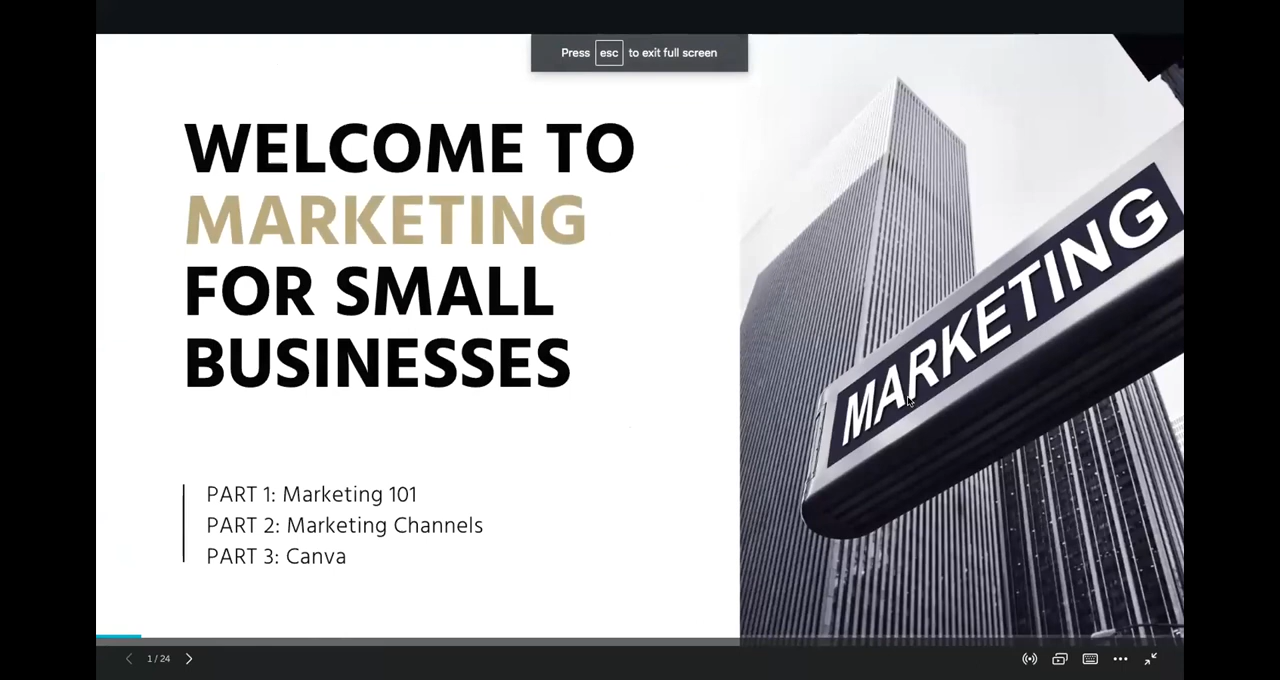 Press esc to exit full screen
WELCOME TO
MARKETING
FOR SMALL
BUSINESSES
MARKETING
PART 1: Marketing 101
PART 2: Marketing Channels
PART 3: Canva
1 / 24